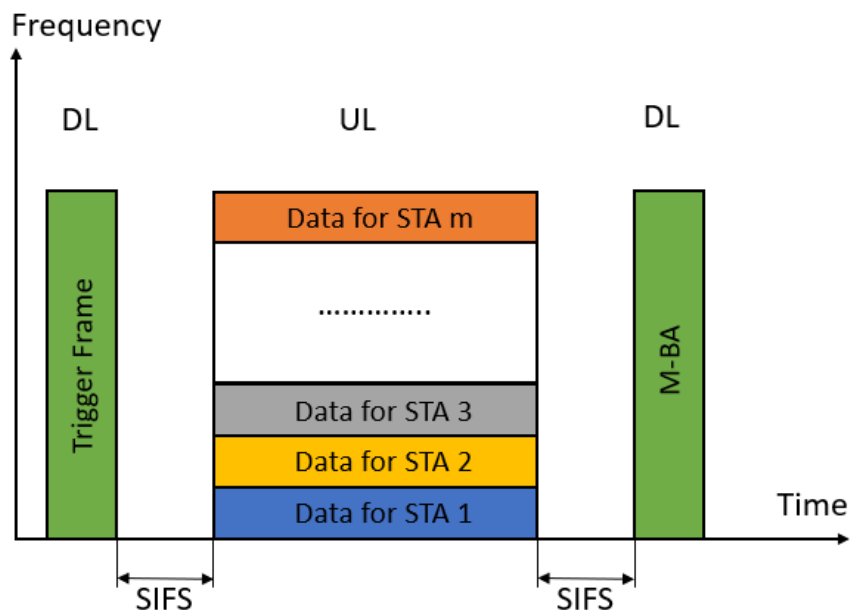 Frequency
DL
UL
DL
Trigger Frame
Data for STA m
…………..
Data for STA 3
Data for STA 2
Data for STA 1
M-BA
Time
SIFS
SIFS